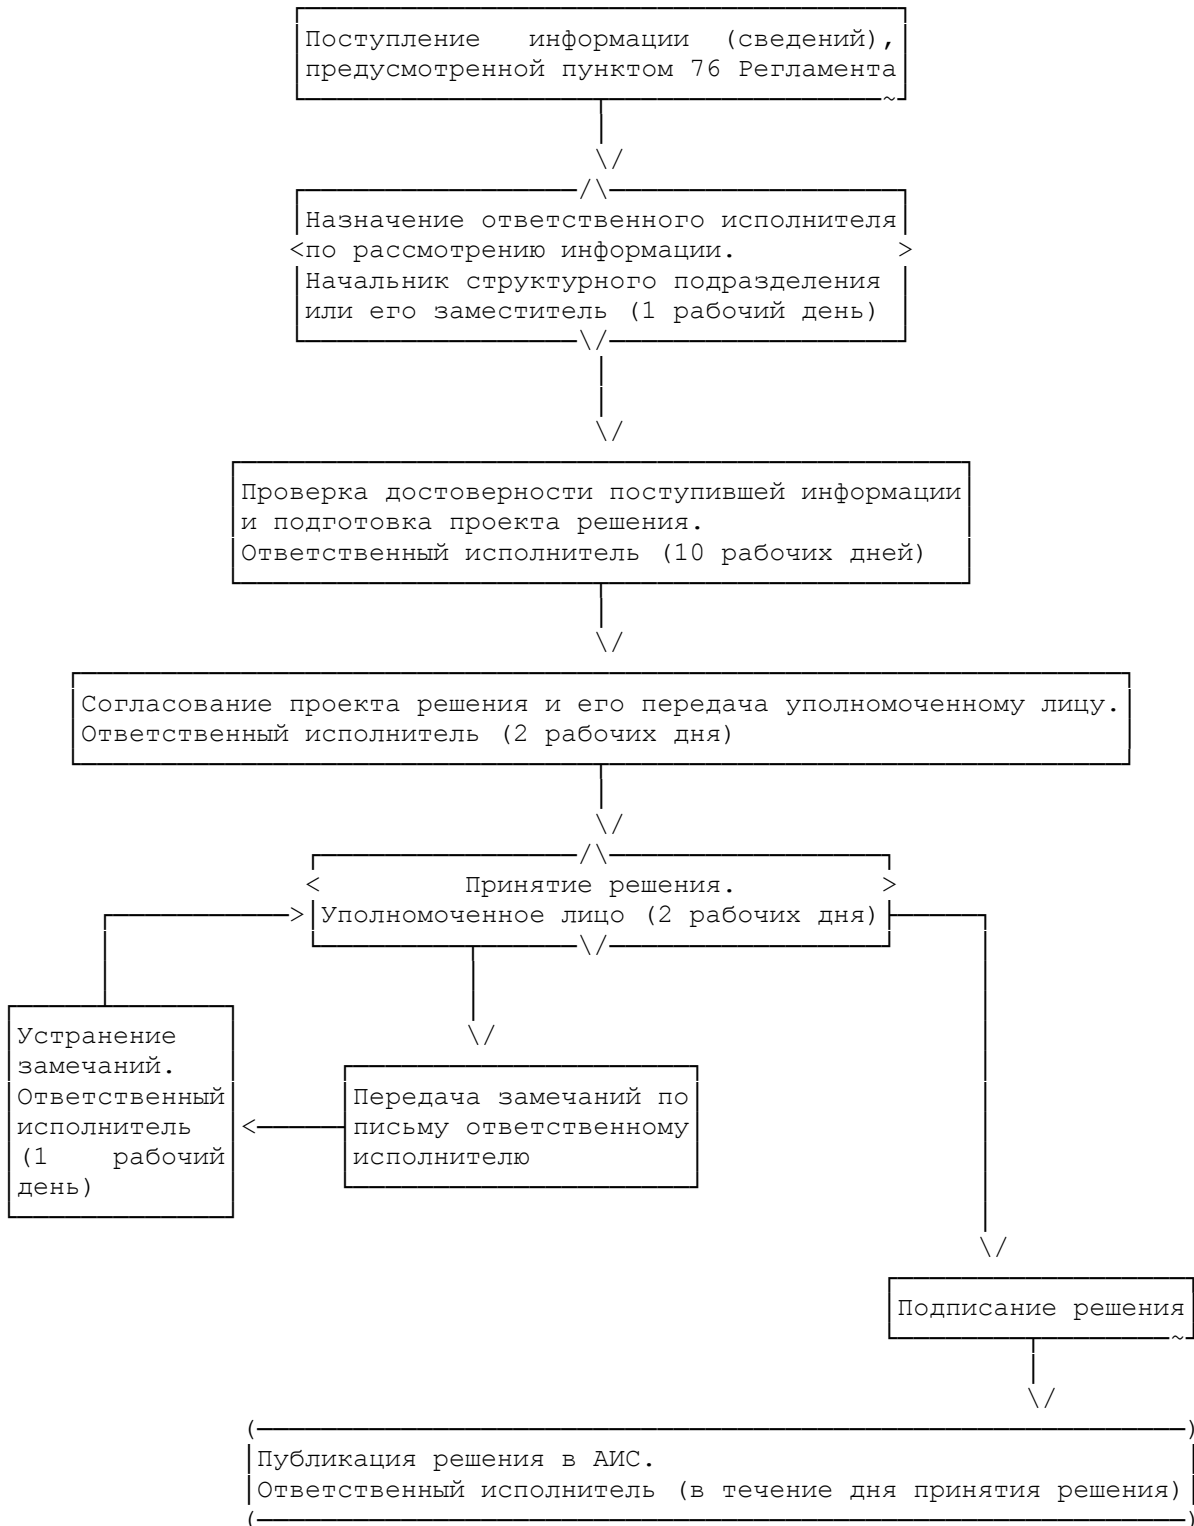 Поступление информации (сведений),
предусмотренной пунктом 76 Регламента
Назначение ответственного исполнителя
по рассмотрению информации.
Начальник структурного подразделения
или его заместитель (1 рабочий день)
Проверка достоверности поступившей информации
и подготовка проекта решения.
Ответственный исполнитель (10 рабочих дней)
Согласование проекта решения и его передача уполномоченному лицу.
Ответственный исполнитель (2 рабочих дня)
Принятие решения.
Уполномоченное лицо (2 рабочих дня)
Устранение
замечаний.
Ответственный
исполнитель
(1 рабочий
день)
Передача замечаний по
письму ответственному
исполнителю
Подписание решения
Публикация решения в АИС.
Ответственный исполнитель (в течение дня принятия решения)